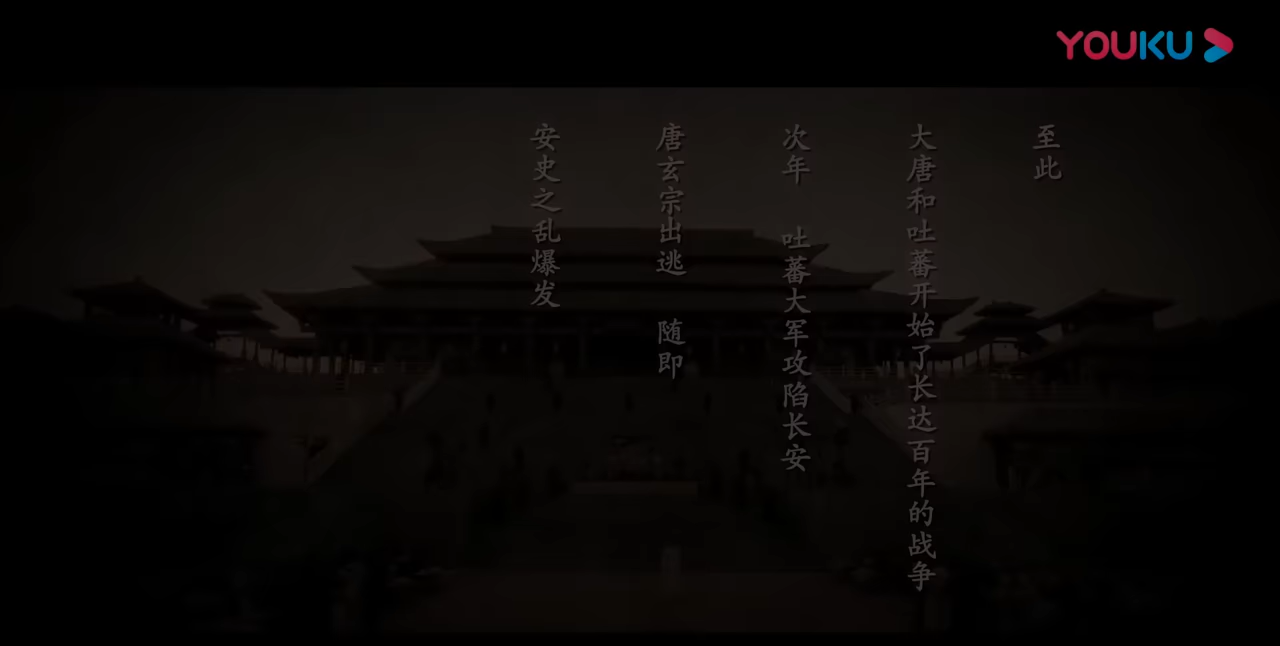 YOUKU
至此
大唐和吐蕃开始了长达百年的战争
次年 吐蕃大军攻陷长安
唐玄宗出逃 随即
安史之乱爆发